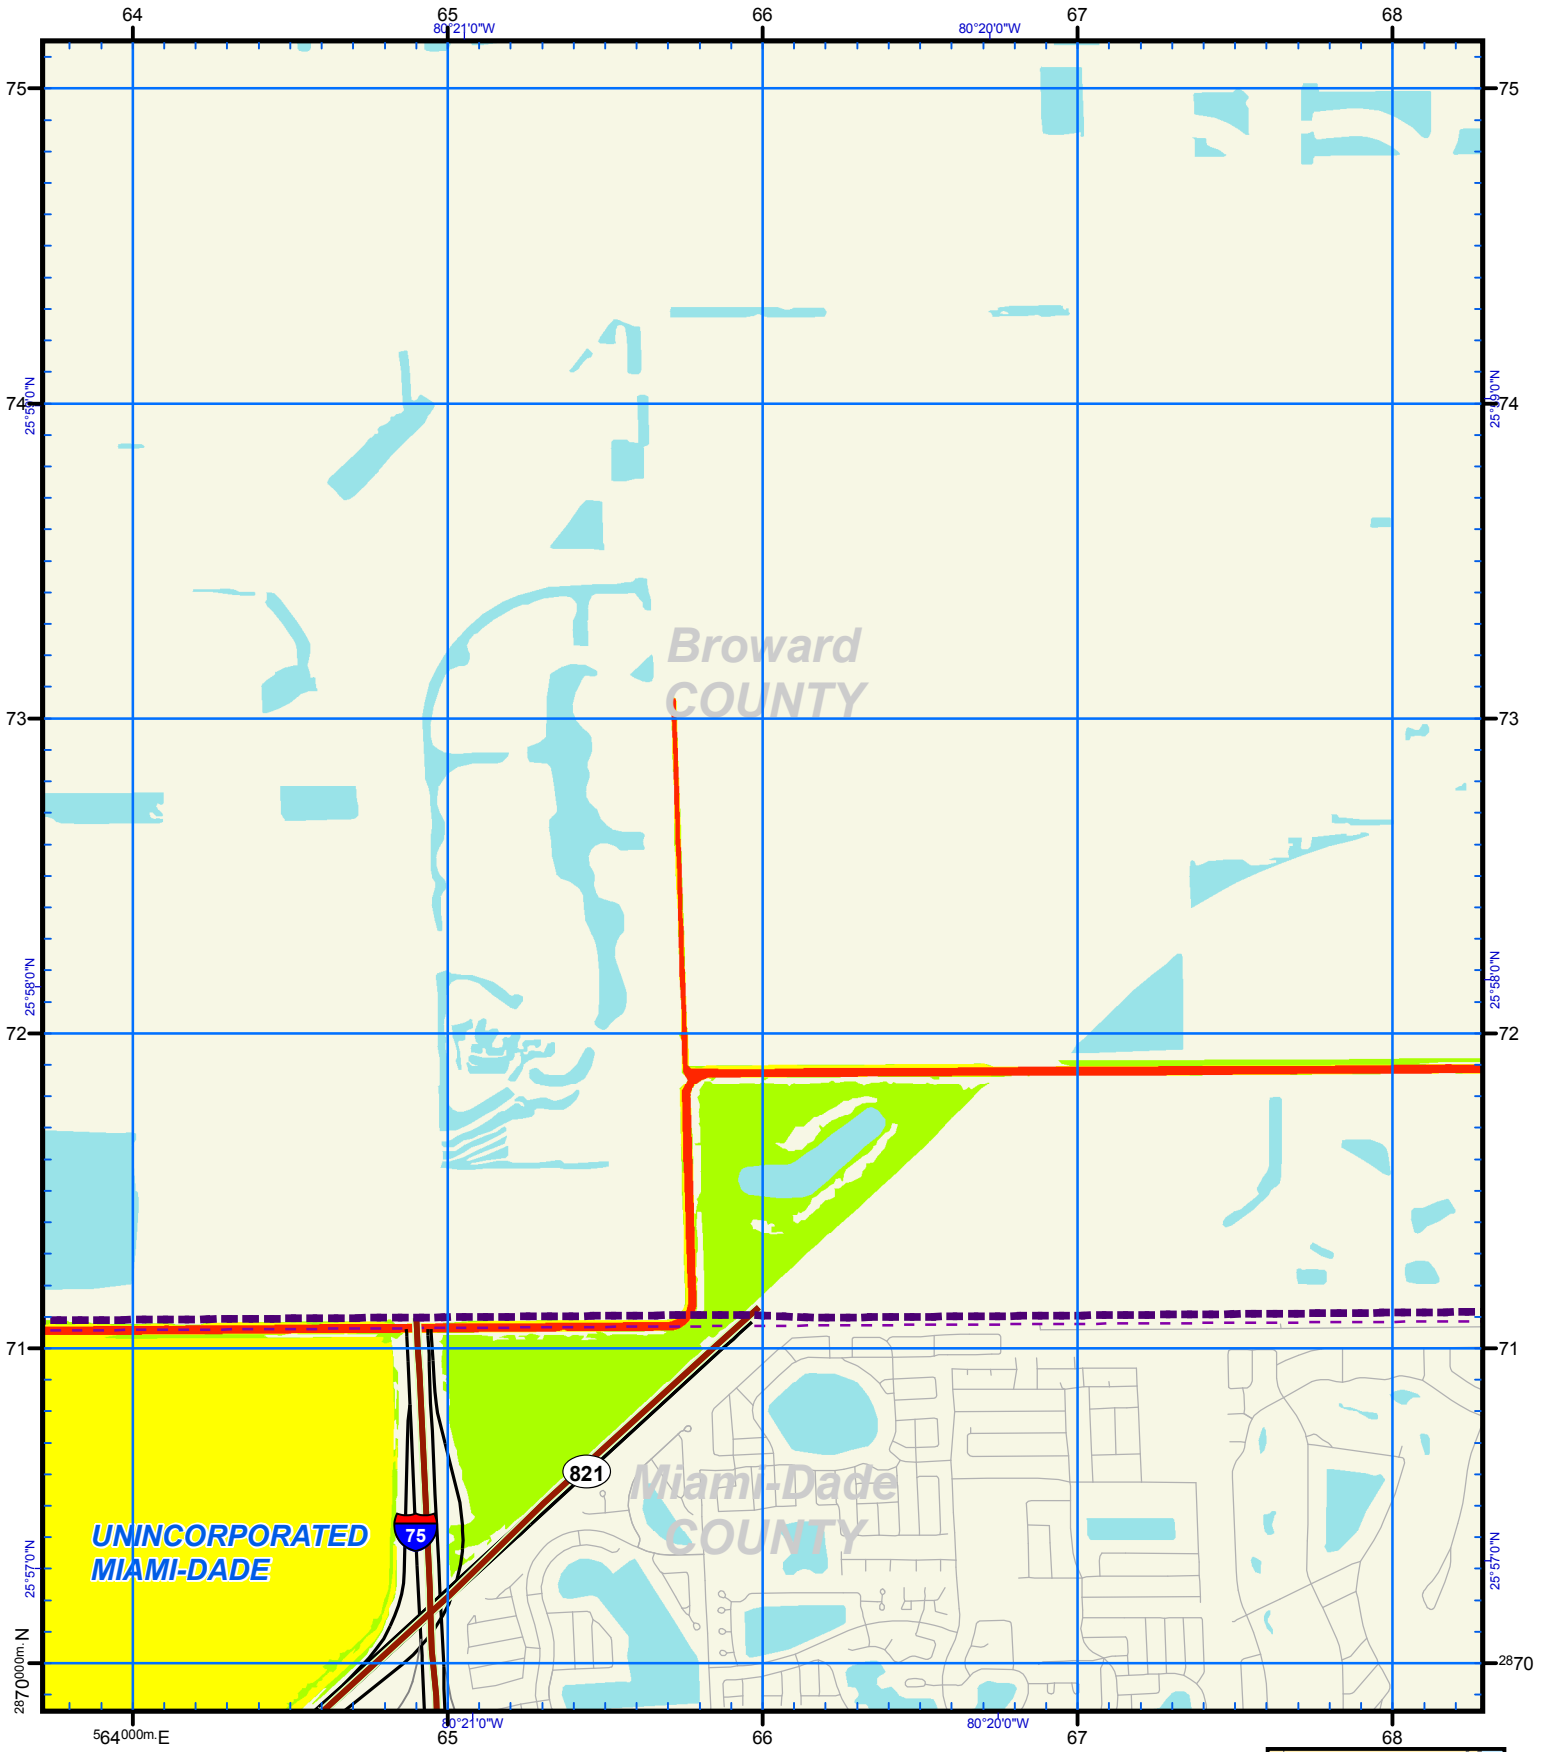 64 65 66 67 68
80°21'0"W 80°20'0"W
75 75
74 74
25°59'0"N 25°59'0"N
Broward
COUNTY
73 73
25°58'0"N 25°58'0"N
72 72
71 71
821
Miami-Dade
COUNTY
75
UNINCORPORATED
MIAMI-DADE
25°57'0"N 25°57'0"N
2870000m. N 2870
80°21'0"W 80°20'0"W
564000m. E 65 66 67 68